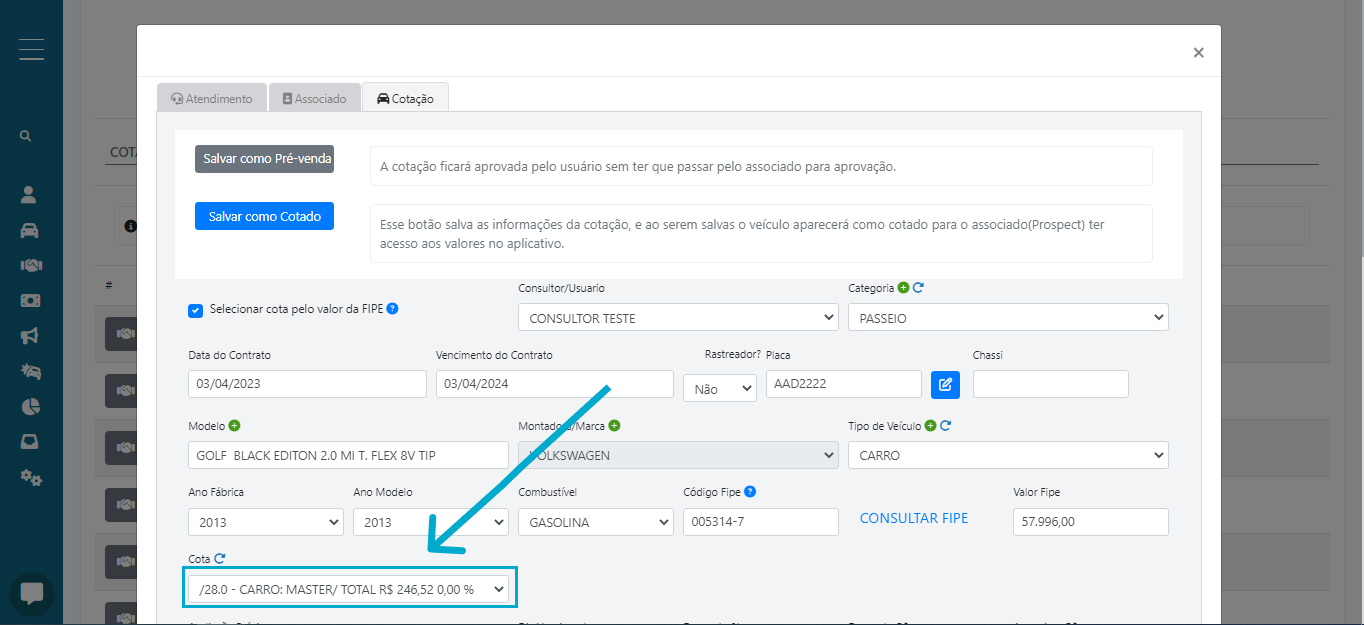 Atendimento
Associado
Cotação
COT
Salvar como Pré-venda
A cotação ficará aprovada pelo usuário sem ter que passar pelo associado para aprovação.
Salvar como Cotado
Esse botão salva as informações da cotação, e ao serem salvas o veículo aparecerá como cotado para o associado(Prospect) ter
acesso aos valores no aplicativo.
#
Selecionar cota pelo valor da FIPE
Consultor/Usuario
CONSULTOR TESTE
Categoria
PASSEIO
Data do Contrato
03/04/2023
Vencimento do Contrato
03/04/2024
Rastreador?
Não
Placa
AAD2222
Chassi
Modelo
GOLF BLACK EDITON 2.0 MI T. FLEX 8V TIP
Montadora/Marca
VOLKSWAGEN
Tipo de Veículo
CARRO
Ano Fábrica
2013
Ano Modelo
2013
Combustível
GASOLINA
Código Fipe
005314-7
CONSULTAR FIPE
Valor Fipe
57.996,00
Cota
/28.0 - CARRO: MASTER/ TOTAL R$ 246,52 0,00 %